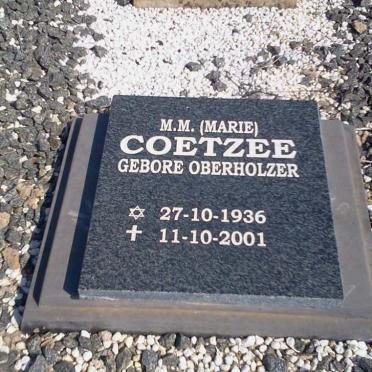 M.M. (MARIE)
COETZEE
GEBORE OBERHOLZER
✡ 27-10-1936
✝ 11-10-2001